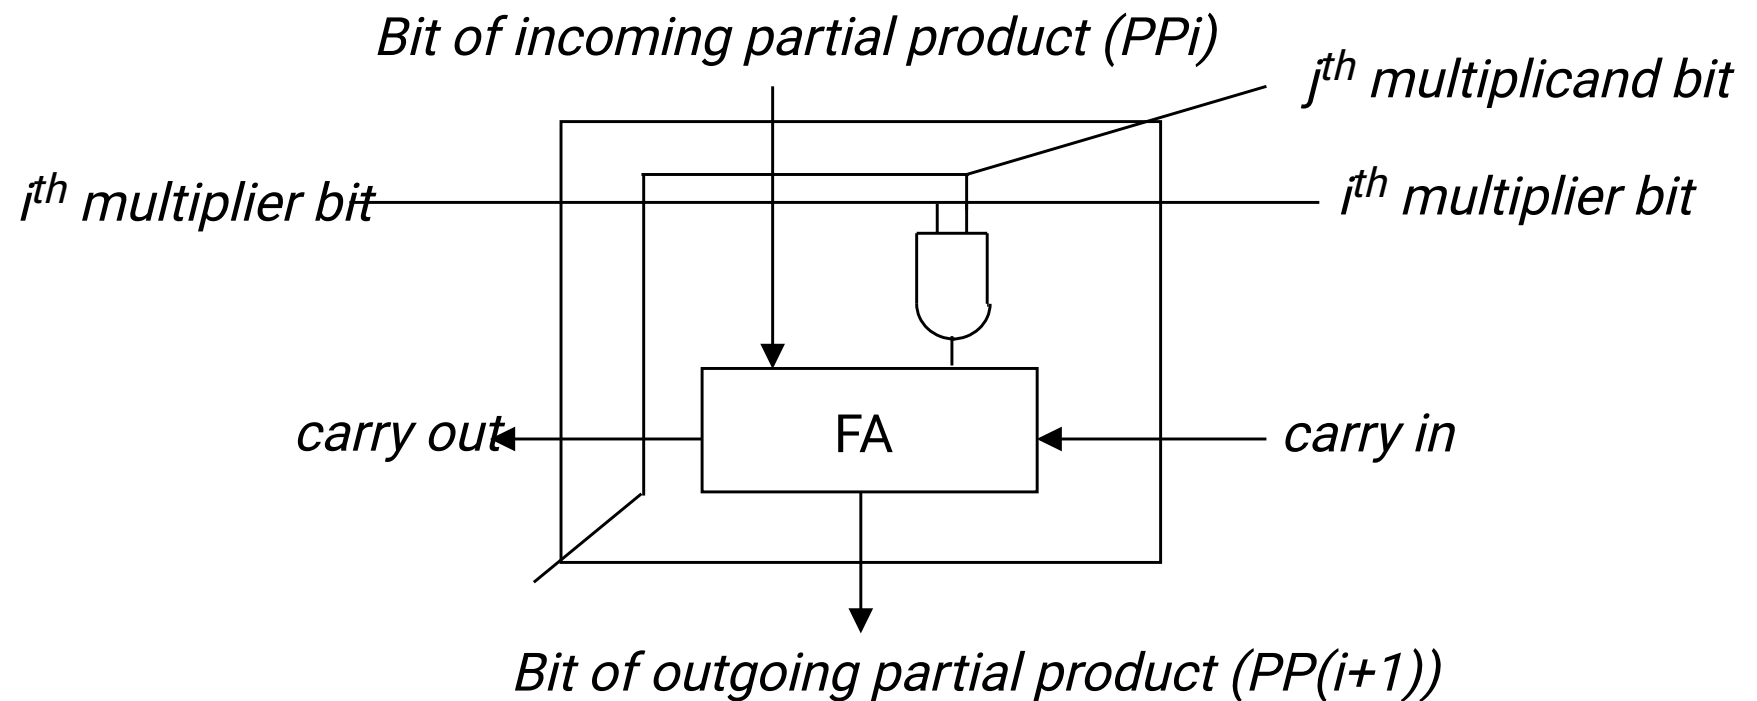 Bit of incoming partial product (PPi)
jth multiplicand bit
ith multiplier bit
ith multiplier bit
carry out
FA
carry in
Bit of outgoing partial product (PP(i+1))